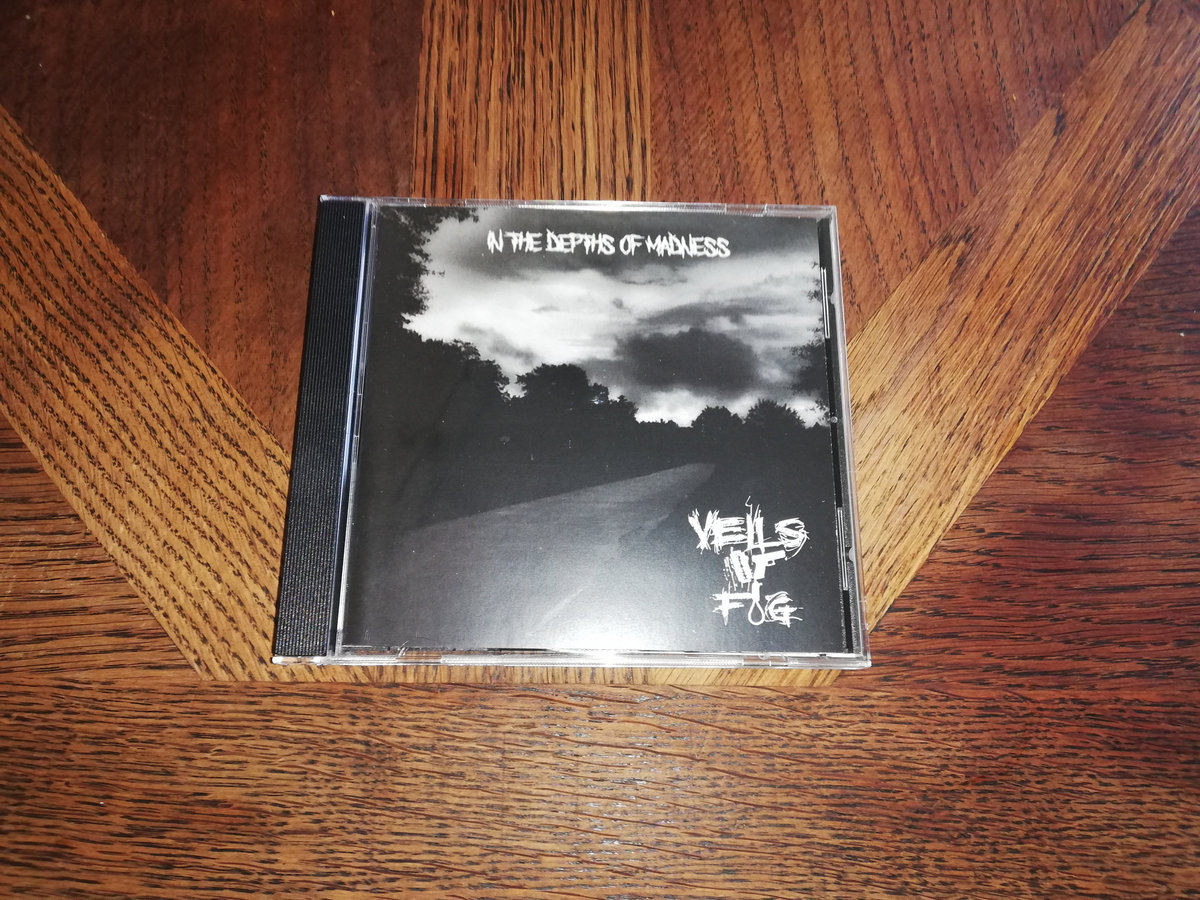 IN THE DEPTHS OF MADNESS
VEILS
OF
FOG